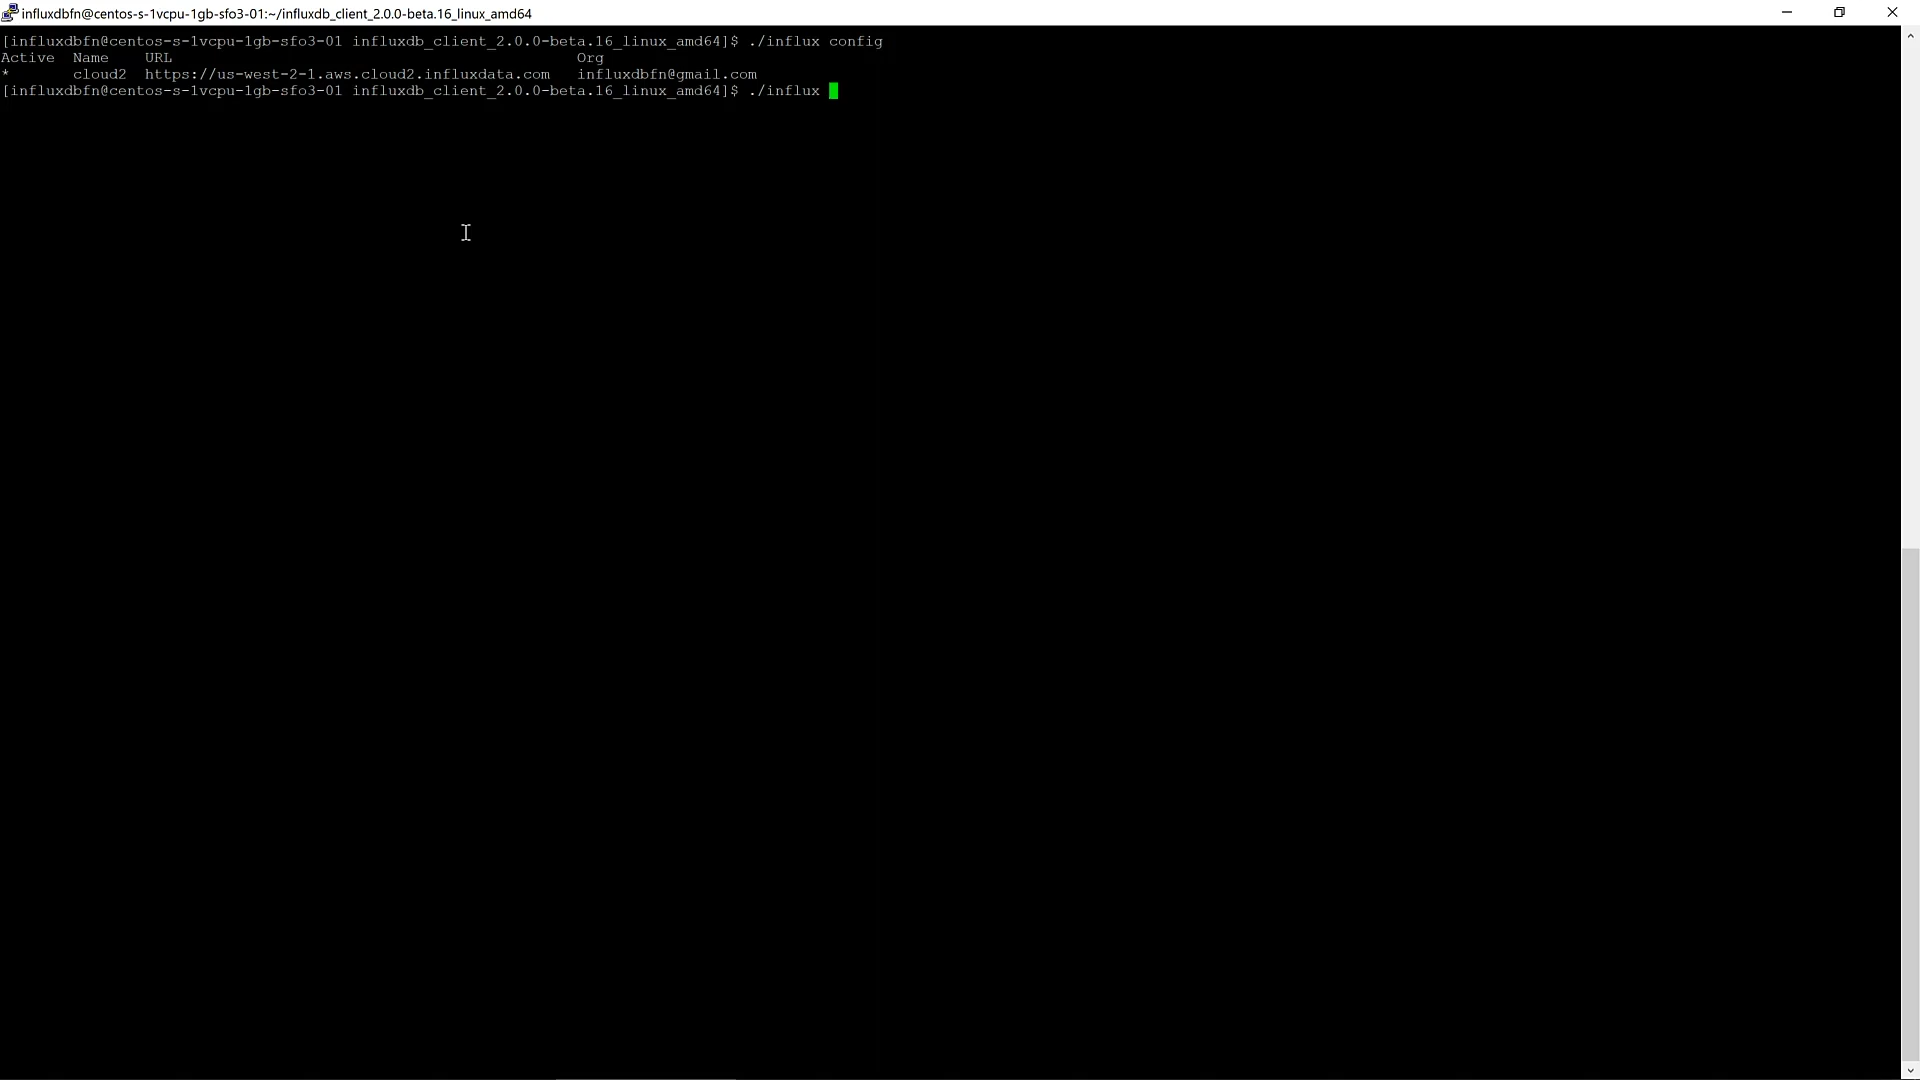 influxdbfn@centos-s-1vcpu-1gb-sfo3-01:~/influxdb_client_2.0.0-beta.16_linux_amd64
[influxdbfn@centos-s-1vcpu-1gb-sfo3-01 influxdb_client_2.0.0-beta.16_linux_amd64]$ ./influx config
Active  Name    URL                                             Org
*       cloud2  https://us-west-2-1.aws.cloud2.influxdata.com   influxdbfn@gmail.com
[influxdbfn@centos-s-1vcpu-1gb-sfo3-01 influxdb_client_2.0.0-beta.16_linux_amd64]$ ./influx